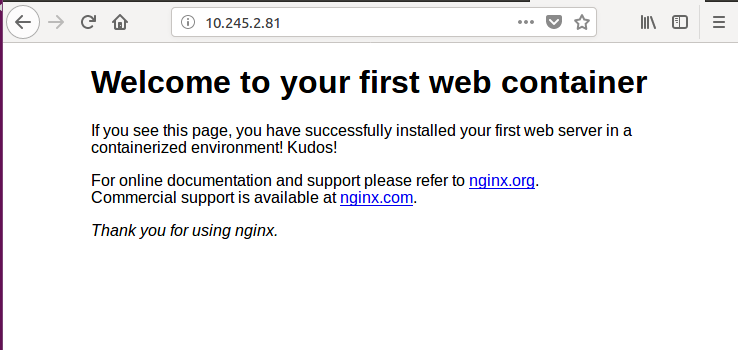 10.245.2.81
Welcome to your first web container
If you see this page, you have successfully installed your first web server in a
containerized environment! Kudos!
For online documentation and support please refer to nginx.org.
Commercial support is available at nginx.com.
Thank you for using nginx.